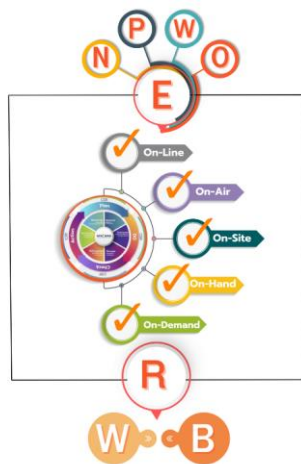 N P W O
E
On-Line
On-Air
On-Site
On-Hand
On-Demand
R
W B